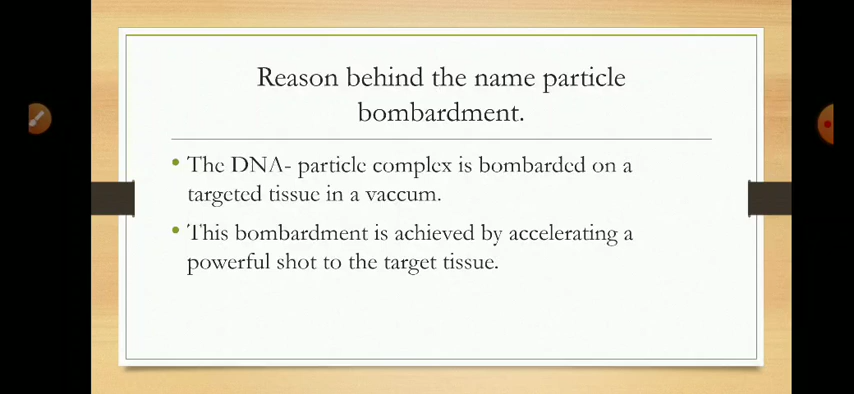 Reason behind the name particle
bombardment.
• The DNA- particle complex is bombarded on a
targeted tissue in a vaccum.
• This bombardment is achieved by accelerating a
powerful shot to the target tissue.